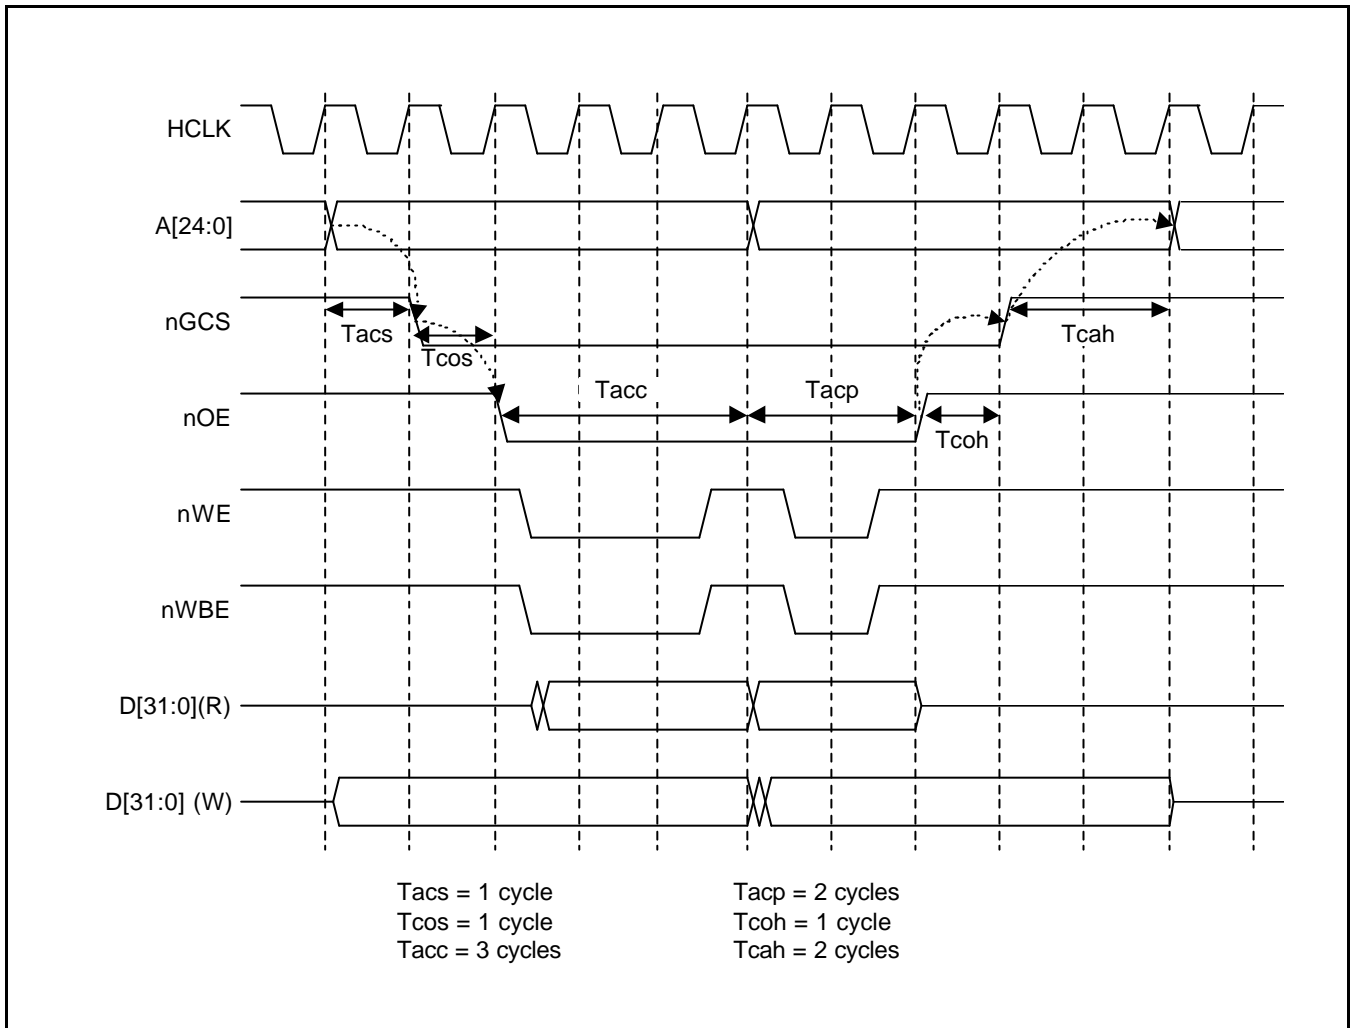 HCLK
A[24:0]
nGCS
Tacs
Tcos
Tcah
nOE
Tacc
Tacp
Tcoh
nWE
nWBE
D[31:0](R)
D[31:0] (W)
Tacs = 1 cycle
Tcos = 1 cycle
Tacc = 3 cycles
Tacp = 2 cycles
Tcoh = 1 cycle
Tcah = 2 cycles